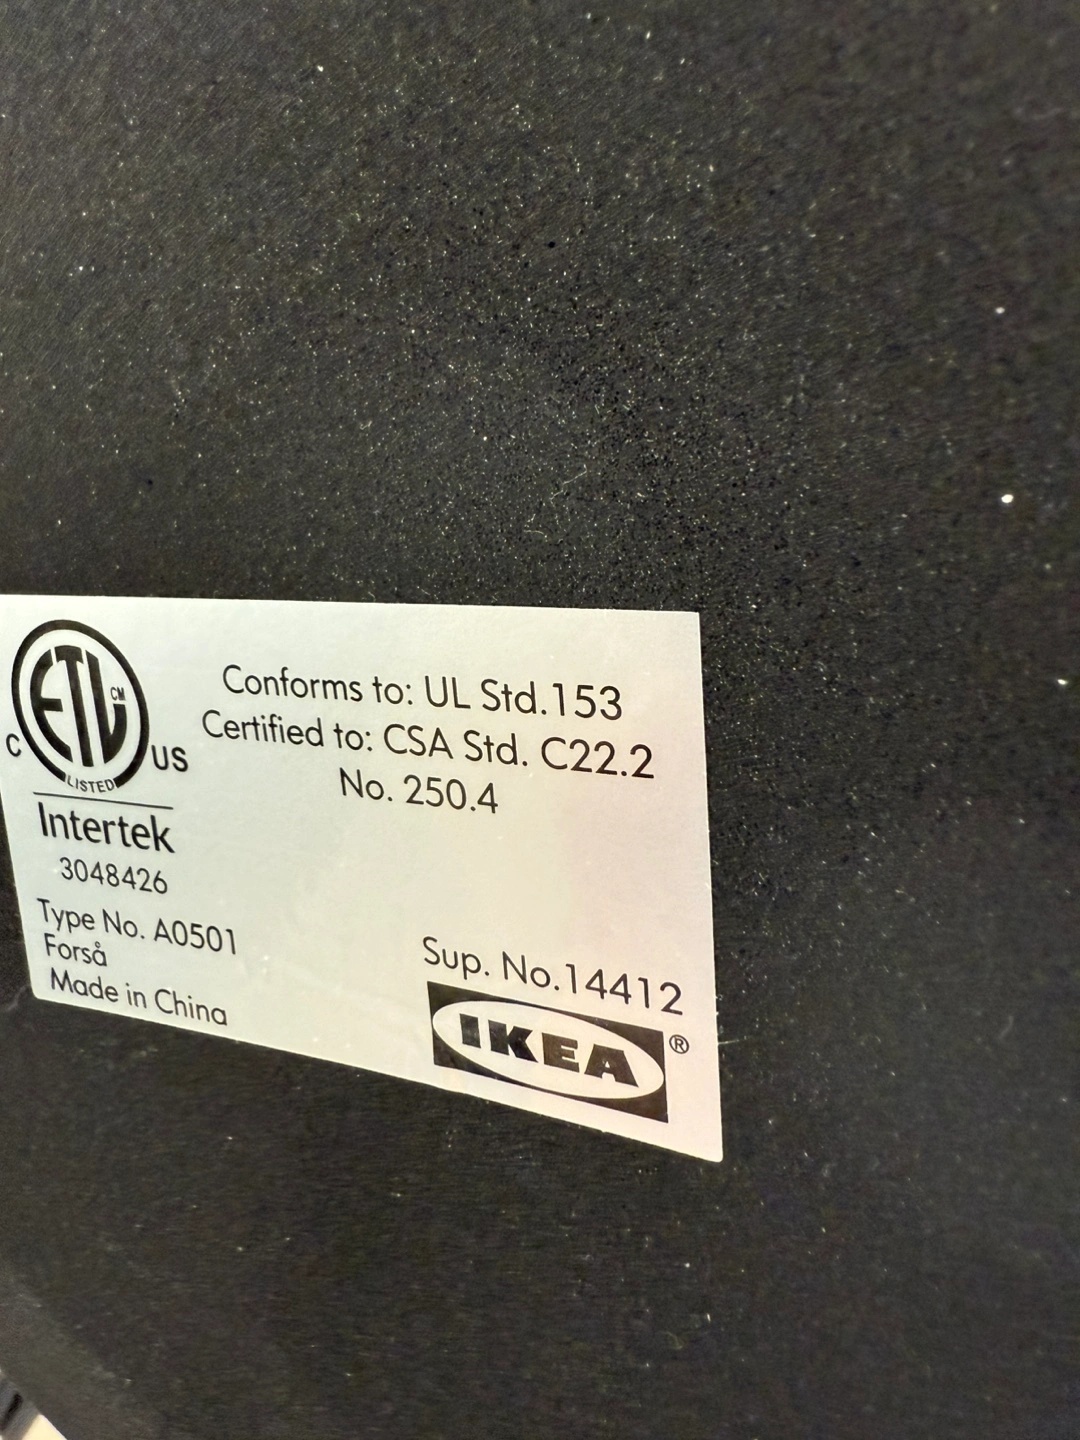 ETL CM
C US
LISTED
Intertek
3048426
Conforms to: UL Std.153
Certified to: CSA Std. C22.2
No. 250.4
Type No. A0501
Forså
Made in China
Sup. No.14412
IKEA ®